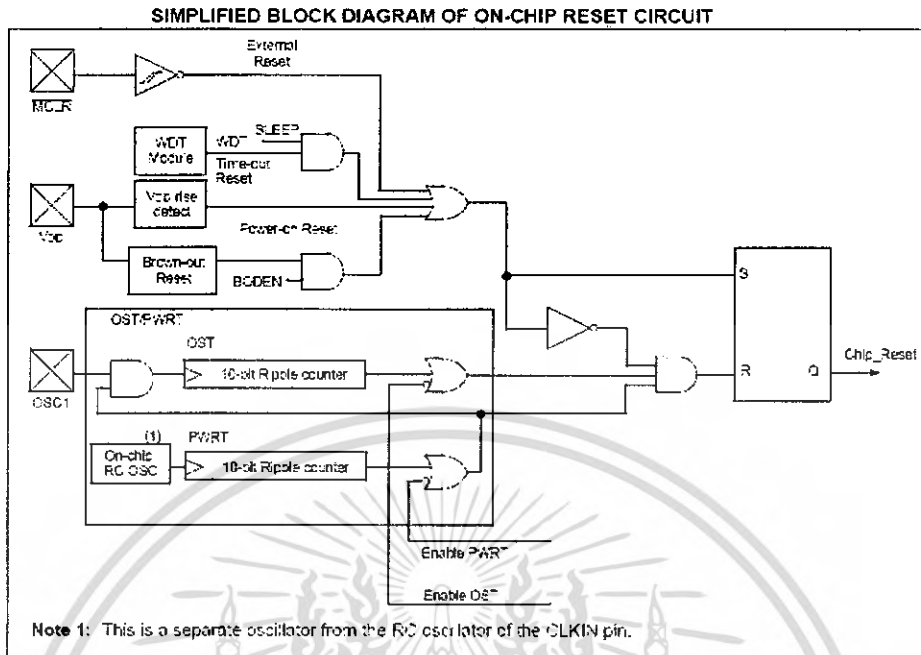 SIMPLIFIED BLOCK DIAGRAM OF ON-CHIP RESET CIRCUIT
External
Reset
MCLR
SLEEP
WDT
Module
WDT
Time-out
Reset
VDD rise
detect
VDD
Power-on Reset
Brown-out
Reset
BODEN
S
OST/PWRT
OST
Chip_Reset
10-bit Ripple counter
R
Q
OSC1
(1)
PWRT
On-chip
RC OSC
10-bit Ripple counter
Enable PWRT
Enable OST
Note 1: This is a separate oscillator from the RC oscillator of the CLKIN pin.